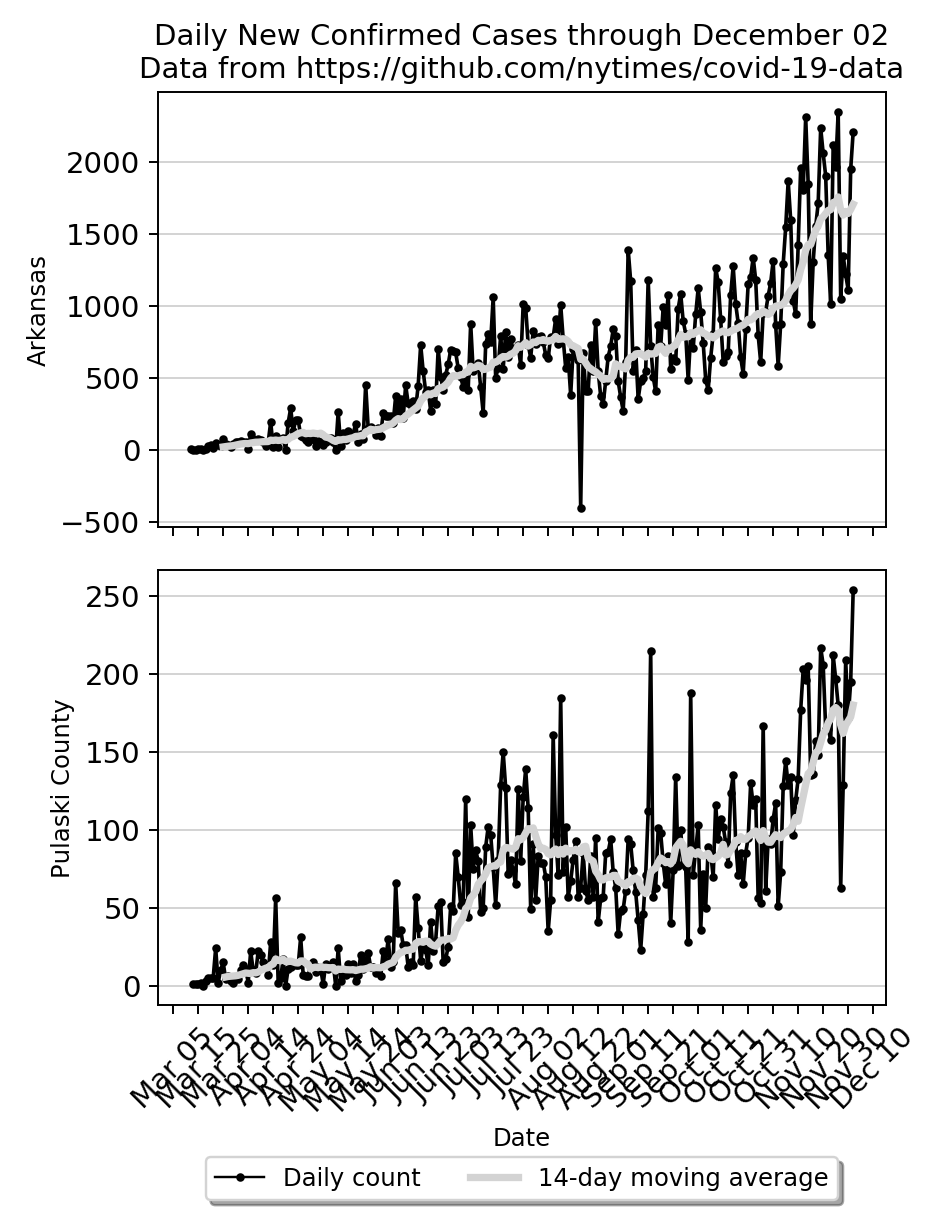 Daily New Confirmed Cases through December 02
Data from https://github.com/nytimes/covid-19-data
2000
1500
1000
500
0
−500
Arkansas
250
200
150
100
50
0
Pulaski County
Mar 05
Mar 15
Mar 25
Apr 04
Apr 14
Apr 24
May 04
May 14
May 24
Jun 03
Jun 13
Jun 23
Jul 03
Jul 13
Jul 23
Aug 02
Aug 12
Aug 22
Sep 01
Sep 11
Sep 21
Oct 01
Oct 11
Oct 21
Oct 31
Nov 10
Nov 20
Nov 30
Dec 10
Date
Daily count
14-day moving average